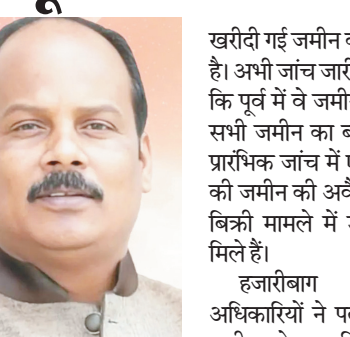 खरीदी गई जमीन
है। अभी जांच जारी
कि पूर्व में वे
सभी जमीन का
प्रारंभिक जांच में
की जमीन की
बिक्री मामले में
मिले हैं।
हजारीबाग
अधिकारियों ने